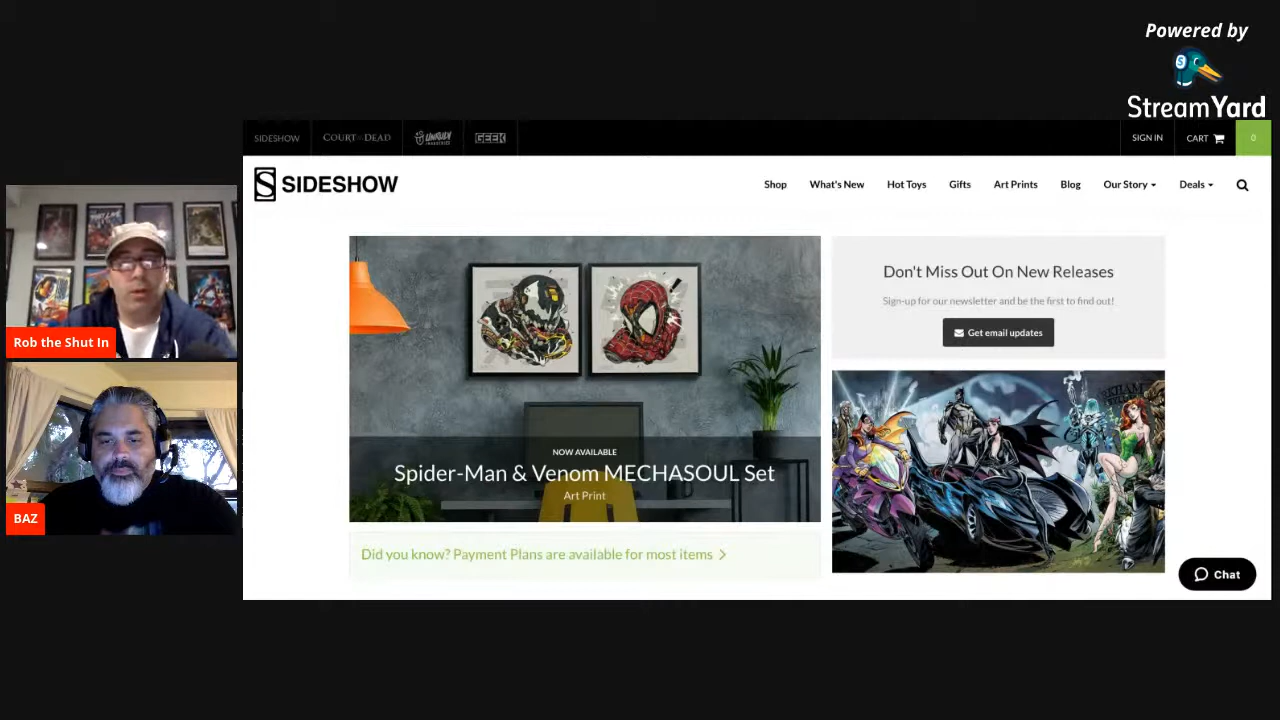 Powered by
StreamYard
SIDESHOW
COURT OF DEAD
UNRULY
INDUSTRIES
GEEK
SIGN IN
CART
0
S SIDESHOW
Shop
What's New
Hot Toys
Gifts
Art Prints
Blog
Our Story
Deals
Rob the Shut In
BAZ
NOW AVAILABLE
Spider-Man & Venom MECHASOUL Set
Art Print
Did you know? Payment Plans are available for most items >
Don't Miss Out On New Releases
Sign-up for our newsletter and be the first to find out!
Get email updates
Chat